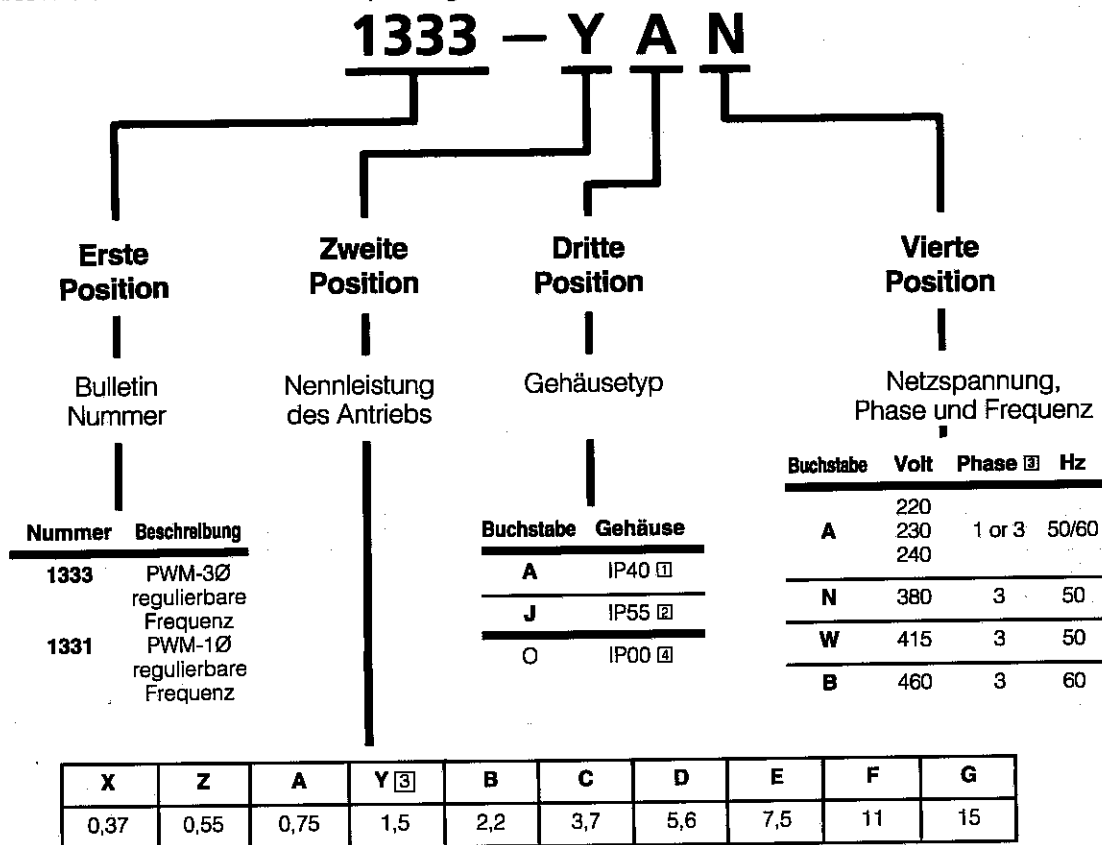 1333 — Y A N
Erste Position
Zweite Position
Dritte Position
Vierte Position
Bulletin Nummer
Nennleistung des Antriebs
Gehäusetyp
Netzspannung, Phase und Frequenz
Nummer Beschreibung
1333 PWM-3Ø
regulierbare
Frequenz
1331 PWM-1Ø
regulierbare
Frequenz
Buchstabe Gehäuse
A IP40 1
J IP55 2
O IP00 4
Buchstabe Volt Phase 3 Hz
220
A 230 1 or 3 50/60
240
N 380 3 50
W 415 3 50
B 460 3 60
X Z A Y 3 B C D E F G
0,37 0,55 0,75 1,5 2,2 3,7 5,6 7,5 11 15